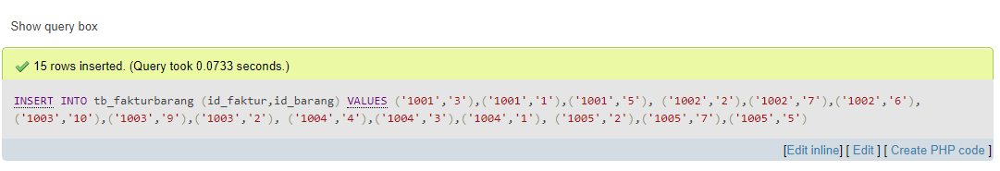 Show query box
15 rows inserted. (Query took 0.0733 seconds.)
INSERT INTO tb_fakturbarang (id_faktur,id_barang) VALUES ('1001','3'),('1001','1'),('1001','5'), ('1002','2'),('1002','7'),('1002','6'),
('1003','10'),('1003','9'),('1003','2'), ('1004','4'),('1004','3'),('1004','1'), ('1005','2'),('1005','7'),('1005','5')
[Edit inline] [ Edit ] [ Create PHP code ]